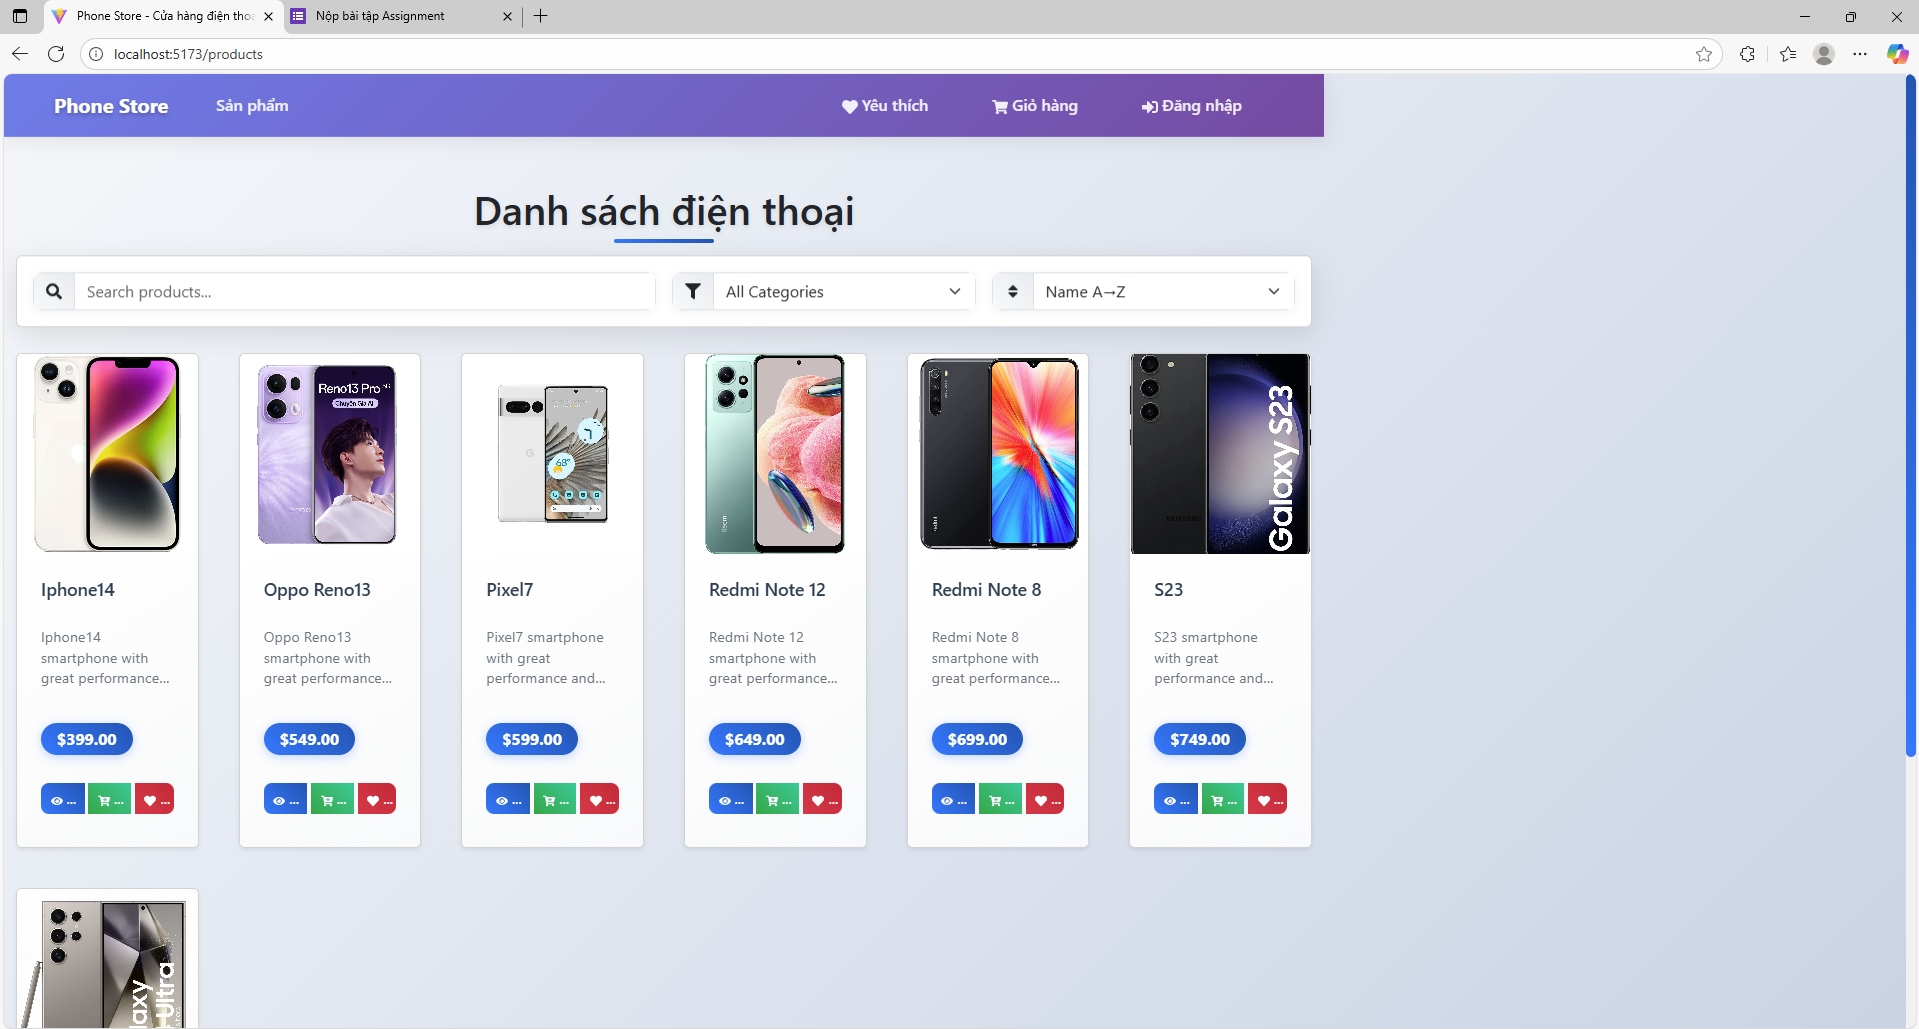 Phone Store - Cửa hàng điện tho
Nộp bài tập Assignment
localhost:5173/products
Phone Store
Sản phẩm
Yêu thích
Giỏ hàng
Đăng nhập
Danh sách điện thoại
Search products...
All Categories
Name A→Z
Reno13 Pro
Chuyên Gia AI
Galaxy S23
SAMSUNG
Iphone14
Oppo Reno13
Pixel7
Redmi Note 12
Redmi Note 8
S23
Iphone14
smartphone with
great performance...
Oppo Reno13
smartphone with
great performance...
Pixel7 smartphone
with great
performance and...
Redmi Note 12
smartphone with
great performance...
Redmi Note 8
smartphone with
great performance...
S23 smartphone
with great
performance and...
$399.00
$549.00
$599.00
$649.00
$699.00
$749.00
... ... ...
... ... ...
... ... ...
... ... ...
... ... ...
... ... ...
laxy
Ultra